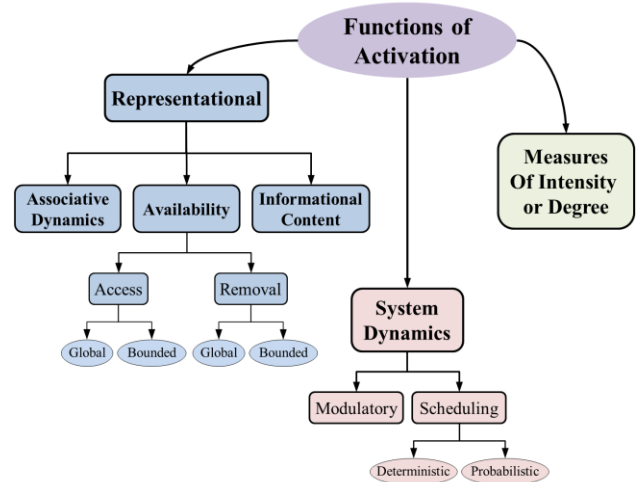 Functions of
Activation
Representational
Measures
Of Intensity
or Degree
Associative
Dynamics
Availability
Informational
Content
Access
Removal
System
Dynamics
Global
Bounded
Global
Bounded
Modulatory
Scheduling
Deterministic
Probabilistic